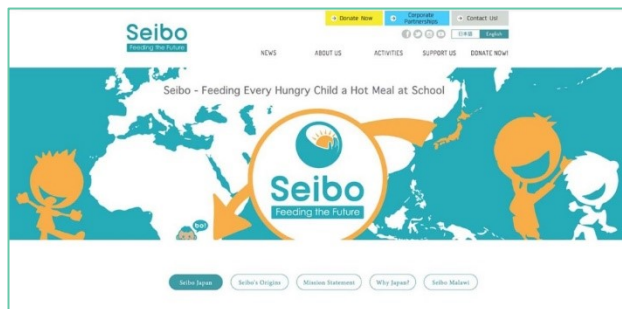 Donate Now
Corporate Partnerships
Contact Us!
Seibo
Feeding the Future
日本語 English
NEWS ABOUT US ACTIVITIES SUPPORT US DONATE NOW!
Seibo - Feeding Every Hungry Child a Hot Meal at School
Seibo
Feeding the Future
bo!
Seibo Japan Seibo's Origins Mission Statement Why Japan? Seibo Malawi